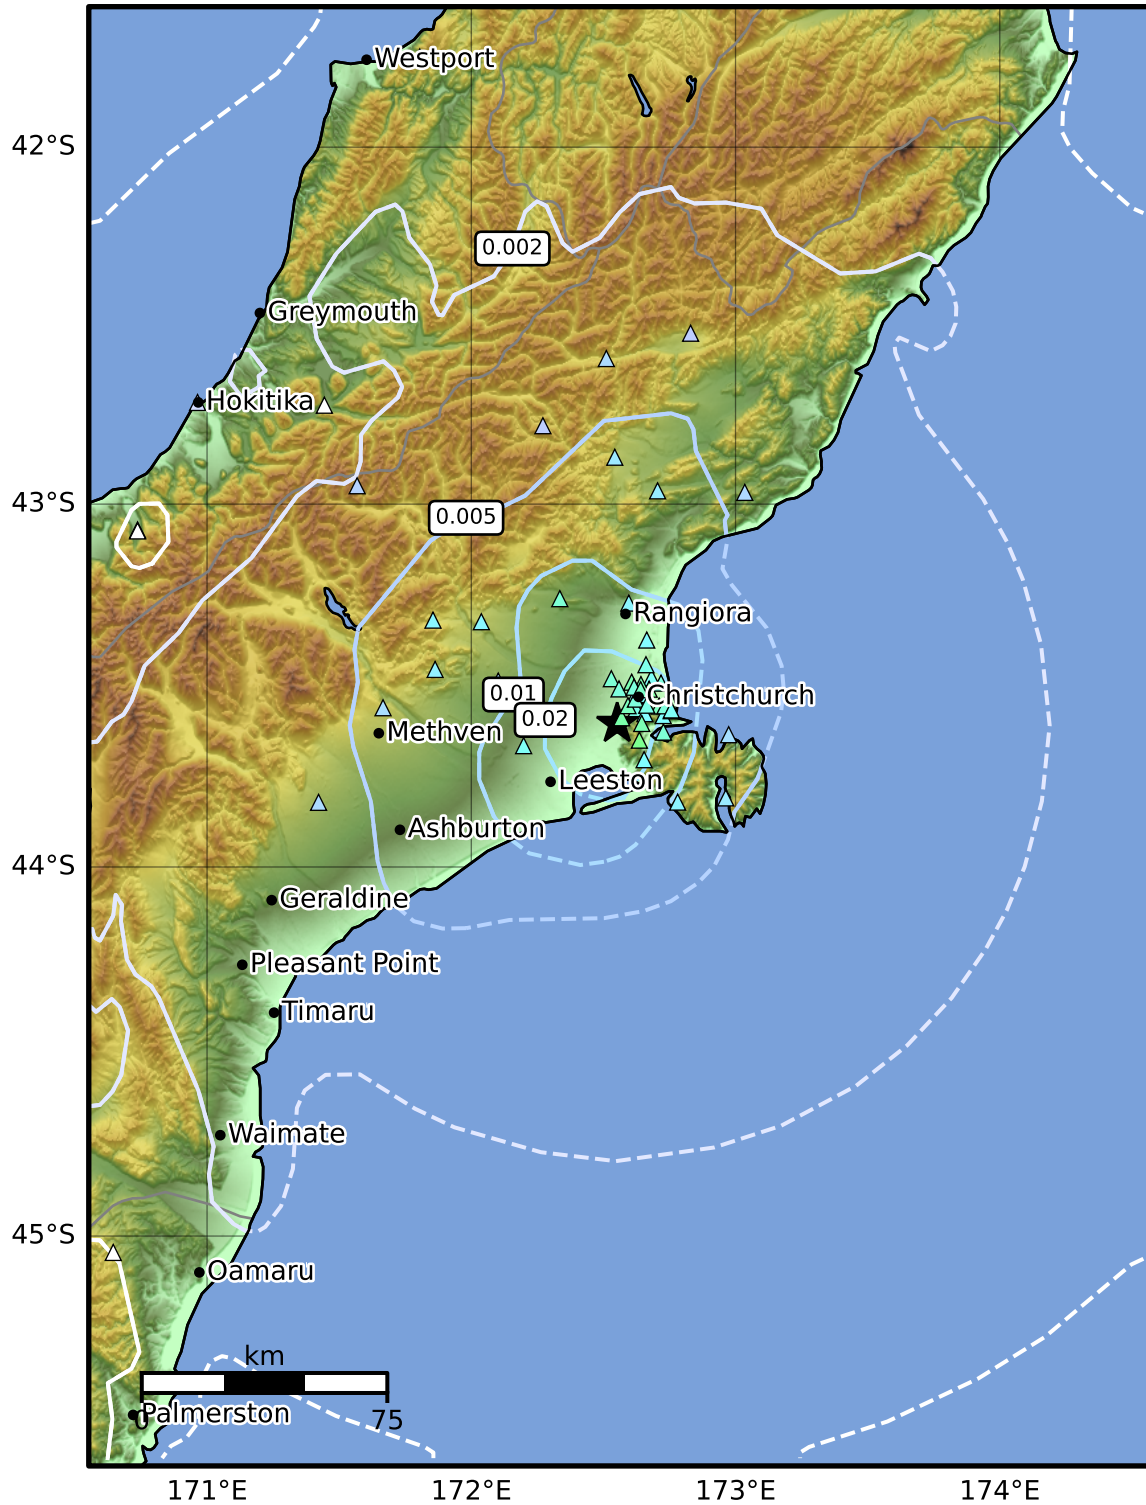 Westport
42°S
0.002
Greymouth
Hokitika
43°S
0.005
Rangiora
0.01
Christchurch
0.02
Methven
Leeston
Ashburton
44°S
Geraldine
Pleasant Point
Timaru
Waimate
45°S
Oamaru
km
0
75
Palmerston
171°E
172°E
173°E
174°E